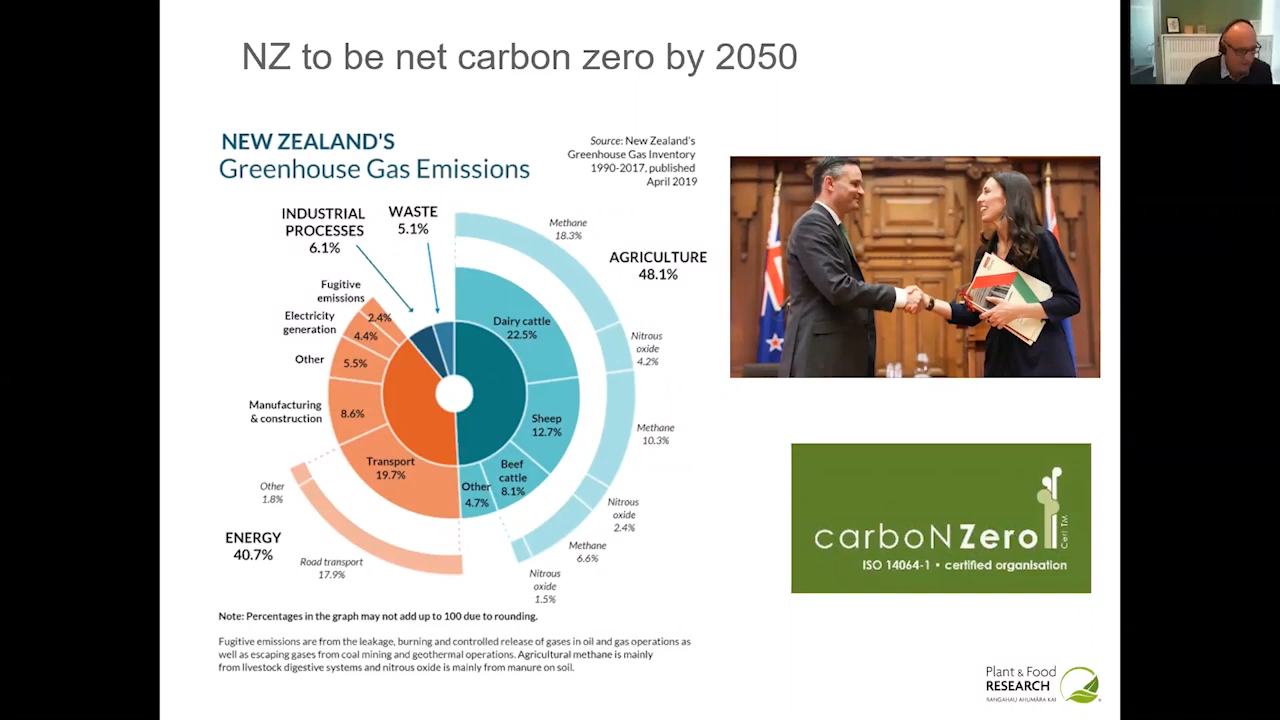 NZ to be net carbon zero by 2050
NEW ZEALAND'S
Greenhouse Gas Emissions
Source: New Zealand's
Greenhouse Gas Inventory
1990-2017, published
April 2019
INDUSTRIAL
PROCESSES
6.1%
WASTE
5.1%
Methane
18.3%
AGRICULTURE
48.1%
Fugitive
emissions
2.4%
Electricity
generation
4.4%
Dairy cattle
22.5%
Nitrous
oxide
4.2%
Other
5.5%
Manufacturing
& construction
8.6%
Sheep
12.7%
Methane
10.3%
Transport
19.7%
Beef
cattle
8.1%
Other
4.7%
Other
1.8%
Nitrous
oxide
2.4%
ENERGY
40.7%
Road transport
17.9%
Methane
6.6%
Nitrous
oxide
1.5%
Note: Percentages in the graph may not add up to 100 due to rounding.
Fugitive emissions are from the leakage, burning and controlled release of gases in oil and gas operations as
well as escaping gases from coal mining and geothermal operations. Agricultural methane is mainly
from livestock digestive systems and nitrous oxide is mainly from manure on soil.
carboNZero
Cert TM
ISO 14064-1 • certified organisation
Plant & Food
RESEARCH
RANGAHAU AHUMĀRA KAI